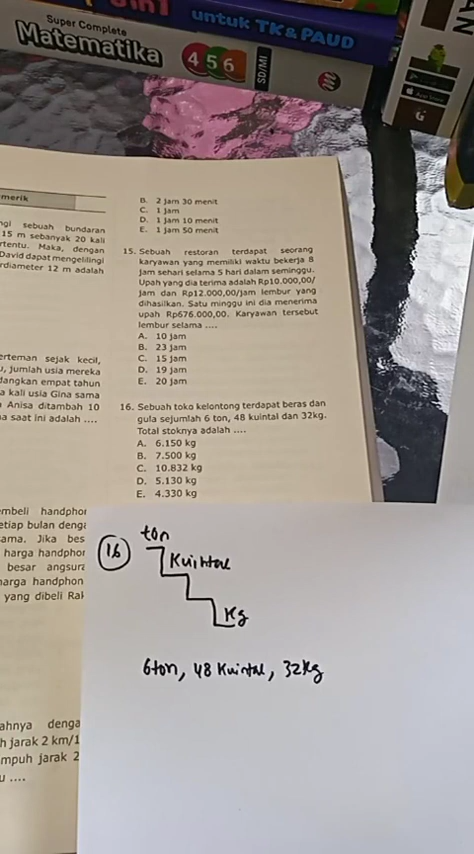 3in1
untuk TK & PAUD
Super Complete
Matematika
4 5 6
SD/MI
AN
merik
sebuah bundaran
15 m sebanyak 20 kali
rtentu. Maka, dengan
David dapat mengelilingi
rdiameter 12 m adalah
erteman sejak kecil,
jumlah usia mereka
dangkan empat tahun
a kali usia Gina sama
Anisa ditambah 10
a saat ini adalah ....
embeli handphon
etiap bulan denga
ama. Jika bes
harga handphon
besar angsura
harga handphon
yang dibeli Ral
ahnya denga
h jarak 2 km/1
mpuh jarak 2
u ....
B. 2 jam 30 menit
C. 1 jam
D. 1 jam 10 menit
E. 1 jam 50 menit
15. Sebuah restoran terdapat seorang
karyawan yang memiliki waktu bekerja 8
jam sehari selama 5 hari dalam seminggu.
Upah yang dia terima adalah Rp10.000,00/
jam dan Rp12.000,00/jam lembur yang
dihasilkan. Satu minggu ini dia menerima
upah Rp676.000,00. Karyawan tersebut
lembur selama ....
A. 10 jam
B. 23 jam
C. 15 jam
D. 19 jam
E. 20 jam
16. Sebuah toko kelontong terdapat beras dan
gula sejumlah 6 ton, 48 kuintal dan 32kg.
Total stoknya adalah ....
A. 6.150 kg
B. 7.500 kg
C. 10.832 kg
D. 5.130 kg
E. 4.330 kg
16
ton
Kuintal
Kg
6 ton, 48 Kuintal, 32 kg